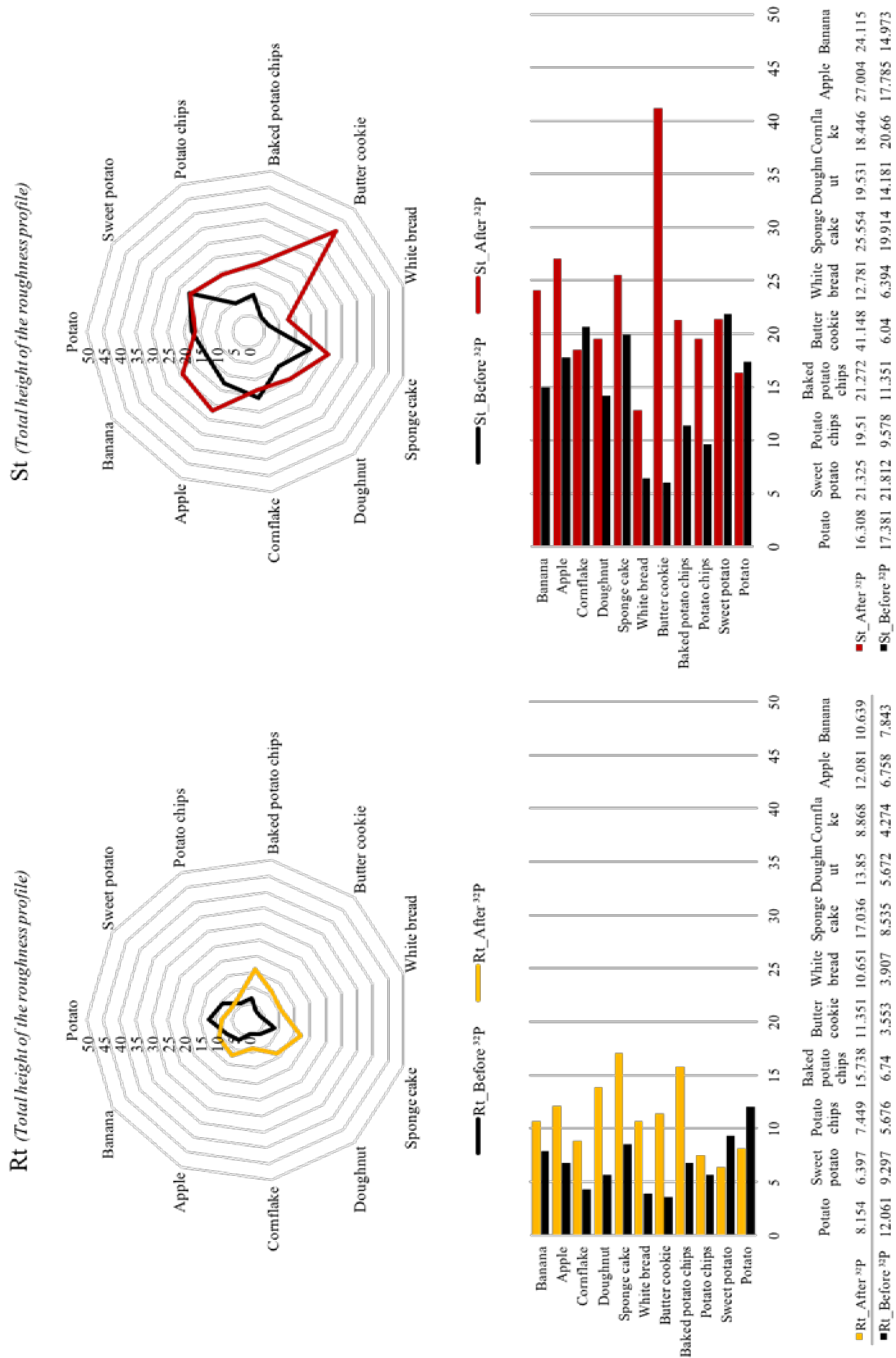 St (Total height of the roughness profile)
Potato
Sweet potato
Potato chips
Baked potato chips
Butter cookie
White bread
Sponge cake
Doughnut
Cornflake
Apple
Banana
50
45
40
35
30
25
20
15
10
5
0
St_Before ³²P St_After ³²P
Banana
Apple
Cornflake
Doughnut
Sponge cake
White bread
Butter cookie
Baked potato chips
Potato chips
Sweet potato
Potato
0 5 10 15 20 25 30 35 40 45 50
Potato Sweet potato Potato chips Baked potato chips Butter cookie White bread Sponge cake Doughn ut Cornfla ke Apple Banana
St_After ³²P 16.308 21.325 19.51 21.272 41.148 12.781 25.554 19.531 18.446 27.004 24.115
St_Before ³²P 17.381 21.812 9.578 11.351 6.04 6.394 19.914 14.181 20.66 17.785 14.973
Rt (Total height of the roughness profile)
Potato
Sweet potato
Potato chips
Baked potato chips
Butter cookie
White bread
Sponge cake
Doughnut
Cornflake
Apple
Banana
50
45
40
35
30
25
20
15
10
5
0
Rt_Before ³²P Rt_After ³²P
Banana
Apple
Cornflake
Doughnut
Sponge cake
White bread
Butter cookie
Baked potato chips
Potato chips
Sweet potato
Potato
0 5 10 15 20 25 30 35 40 45 50
Potato Sweet potato Potato chips Baked potato chips Butter cookie White bread Sponge cake Doughn ut Cornfla ke Apple Banana
Rt_After ³²P 8.154 6.397 7.449 15.738 11.351 10.651 17.036 13.85 8.868 12.081 10.639
Rt_Before ³²P 12.061 9.297 5.676 6.74 3.553 3.907 8.535 5.672 4.274 6.758 7.843